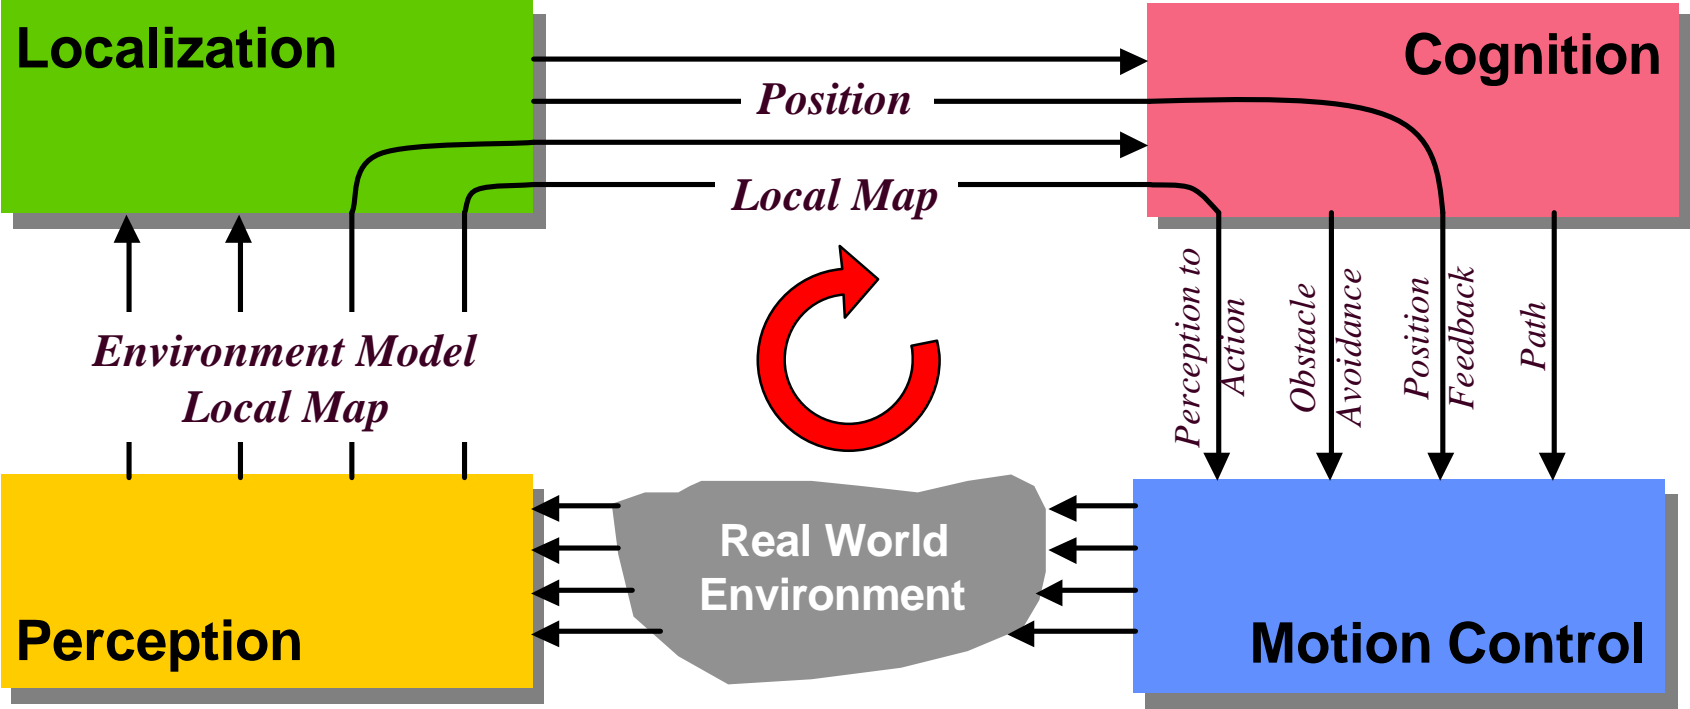 Localization
Cognition
Position
Local Map
Environment Model
Local Map
Perception to
Action
Obstacle
Avoidance
Position
Feedback
Path
Real World
Environment
Perception
Motion Control